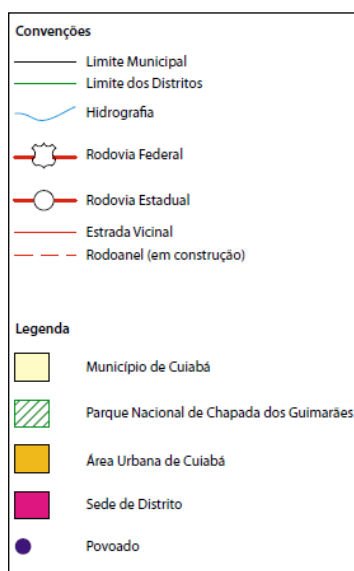 Convenções
Limite Municipal
Limite dos Distritos
Hidrografia
Rodovia Federal
Rodovia Estadual
Estrada Vicinal
Rodoanel (em construção)
Legenda
Município de Cuiabá
Parque Nacional de Chapada dos Guimarães
Área Urbana de Cuiabá
Sede de Distrito
Povoado